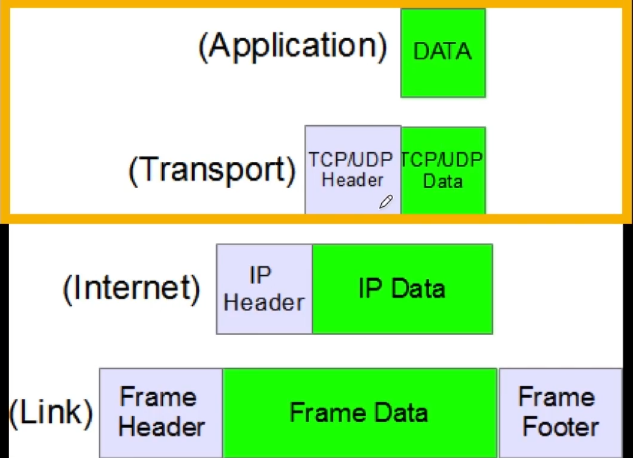 (Application) DATA
(Transport) TCP/UDP Header TCP/UDP Data
(Internet) IP Header IP Data
(Link) Frame Header Frame Data Frame Footer